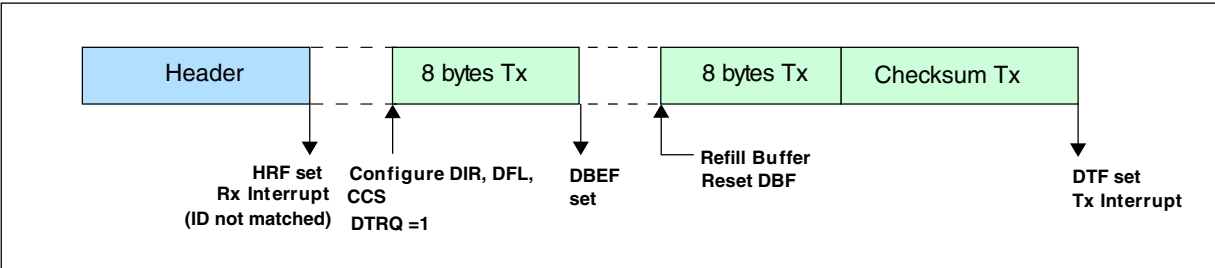 Header
8 bytes Tx
8 bytes Tx
Checksum Tx
HRF set
Rx Interrupt
(ID not matched)
Configure DIR, DFL,
CCS
DTRQ =1
DBEF
set
Refill Buffer
Reset DBF
DTF set
Tx Interrupt